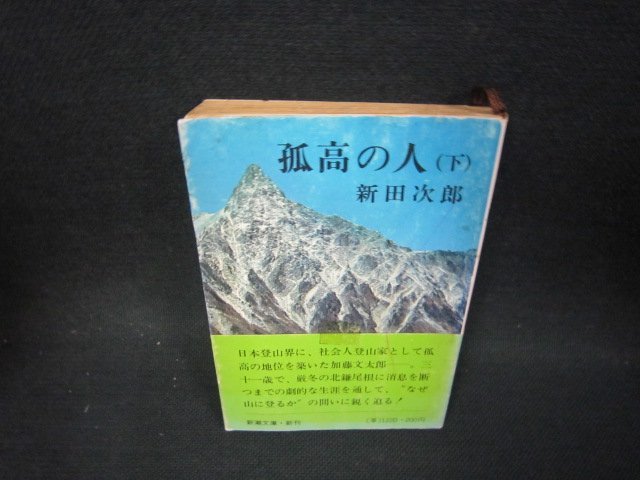 孤高の人（下）
新田次郎
日本登山界に、社会人登山家として孤
高の地位を築いた加藤文太郎──。三
十一歳で、厳冬の北鎌尾根に消息を断
つまでの劇的な生涯を通して、〝なぜ
山に登るか〟の問いに鋭く迫る！
新潮文庫・新刊